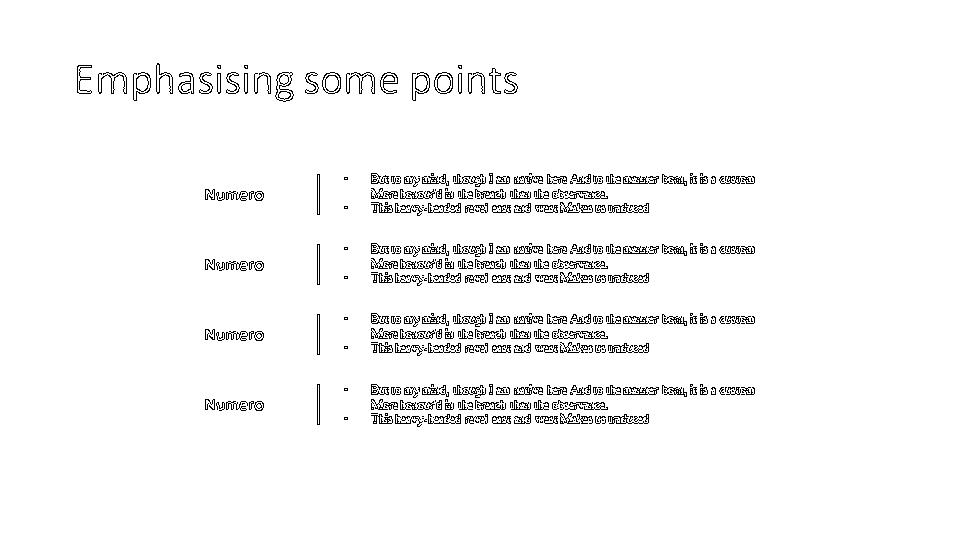 Emphasising some points
Numero
- But to my mind, though I am native here And to the manner born, it is a custom
More honour'd in the breach than the observance.
- This heavy-headed revel east and west Makes us traduced
Numero
- But to my mind, though I am native here And to the manner born, it is a custom
More honour'd in the breach than the observance.
- This heavy-headed revel east and west Makes us traduced
Numero
- But to my mind, though I am native here And to the manner born, it is a custom
More honour'd in the breach than the observance.
- This heavy-headed revel east and west Makes us traduced
Numero
- But to my mind, though I am native here And to the manner born, it is a custom
More honour'd in the breach than the observance.
- This heavy-headed revel east and west Makes us traduced